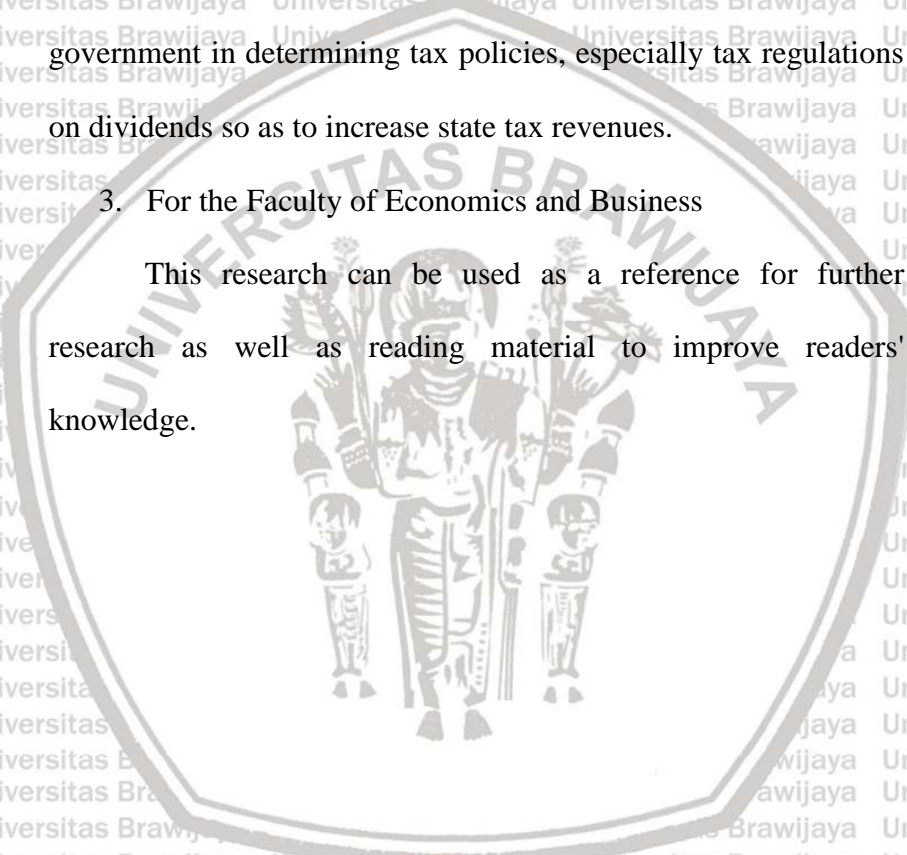 government in determining tax policies, especially tax regulations
on dividends so as to increase state tax revenues.
UNIVERSITAS BRAWIJAYA
3. For the Faculty of Economics and Business
This research can be used as a reference for further
research as well as reading material to improve readers'
knowledge.